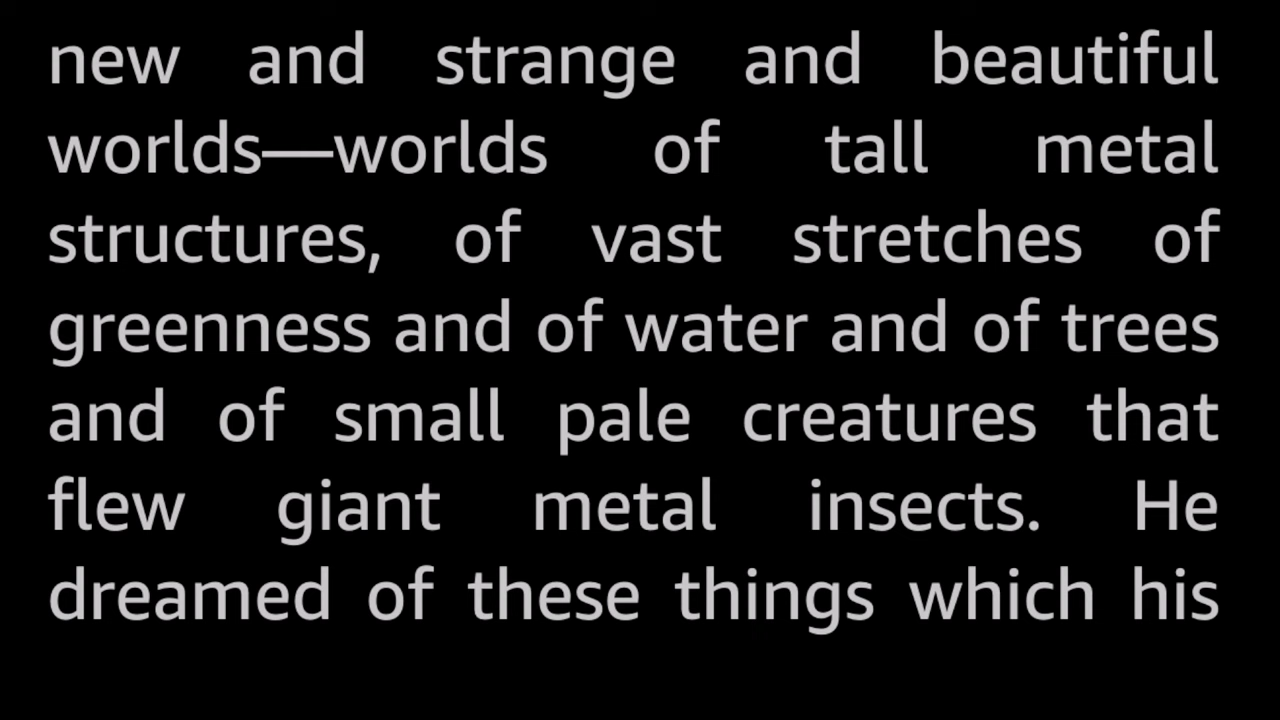 new and strange and beautiful
worlds—worlds of tall metal
structures, of vast stretches of
greenness and of water and of trees
and of small pale creatures that
flew giant metal insects. He
dreamed of these things which his